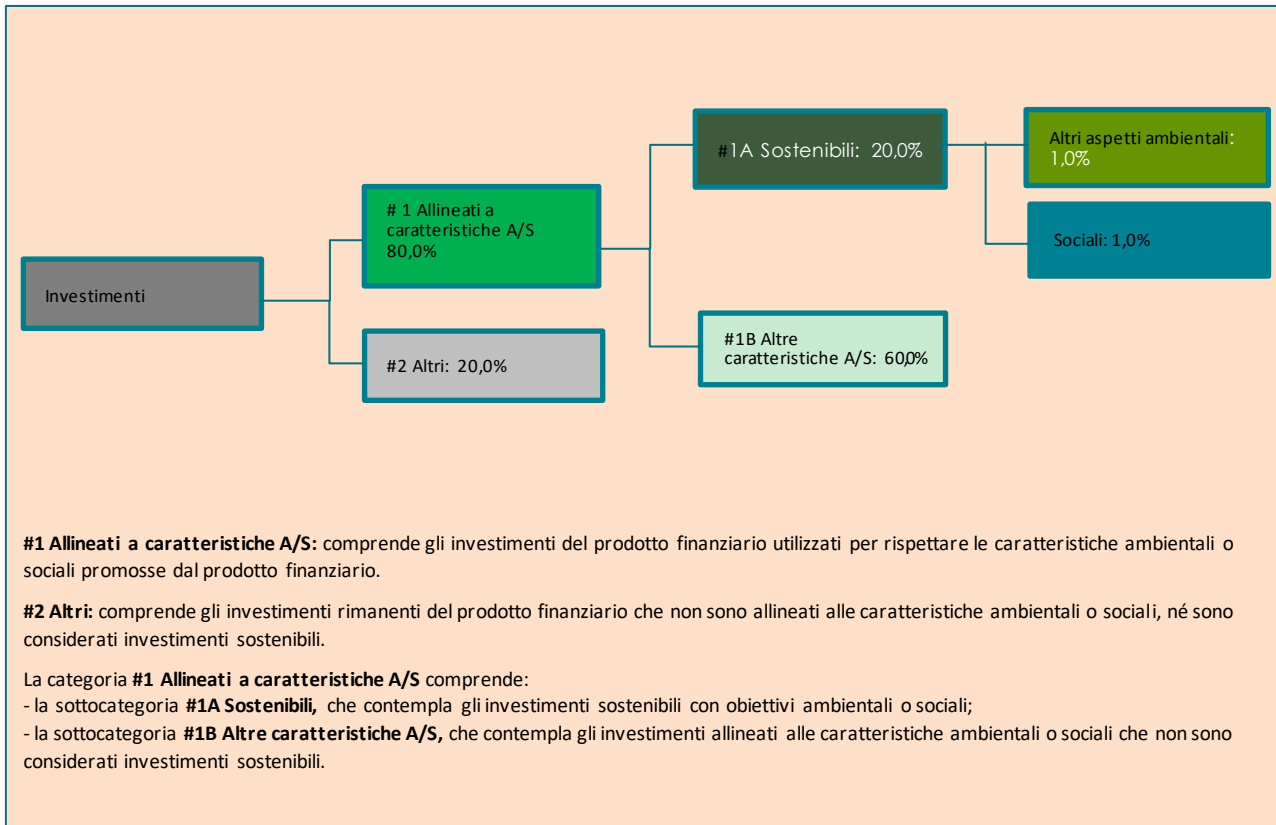 #1A Sostenibili: 20,0%
Altri aspetti ambientali:
1,0%
# 1 Allineati a
caratteristiche A/S
80,0%
Sociali: 1,0%
Investimenti
#2 Altri: 20,0%
#1B Altre
caratteristiche A/S: 60,0%
#1 Allineati a caratteristiche A/S: comprende gli investimenti del prodotto finanziario utilizzati per rispettare le caratteristiche ambientali o
sociali promosse dal prodotto finanziario.
#2 Altri: comprende gli investimenti rimanenti del prodotto finanziario che non sono allineati alle caratteristiche ambientali o sociali, né sono
considerati investimenti sostenibili.
La categoria #1 Allineati a caratteristiche A/S comprende:
- la sottocategoria #1A Sostenibili, che contempla gli investimenti sostenibili con obiettivi ambientali o sociali;
- la sottocategoria #1B Altre caratteristiche A/S, che contempla gli investimenti allineati alle caratteristiche ambientali o sociali che non sono
considerati investimenti sostenibili.